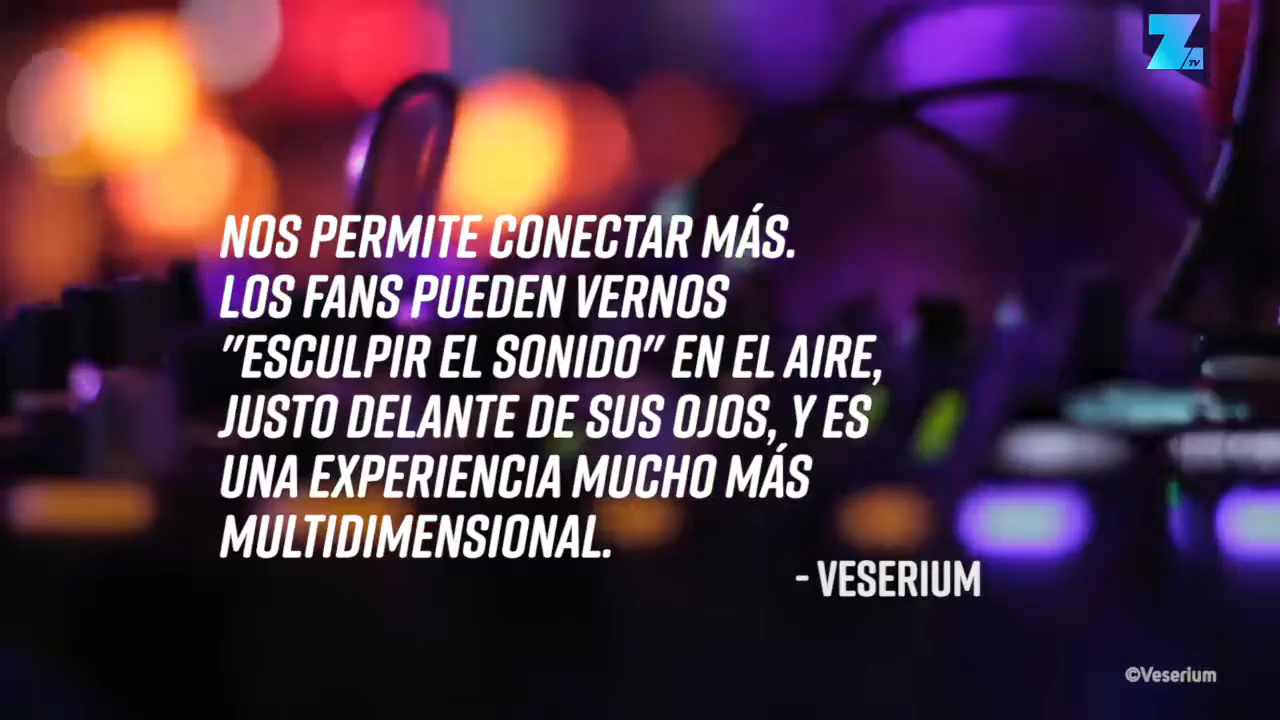 Z TV
NOS PERMITE CONECTAR MÁS.
LOS FANS PUEDEN VERNOS
"ESCULPIR EL SONIDO" EN EL AIRE,
JUSTO DELANTE DE SUS OJOS, Y ES
UNA EXPERIENCIA MUCHO MÁS
MULTIDIMENSIONAL.
- VESERIUM
©Veserium